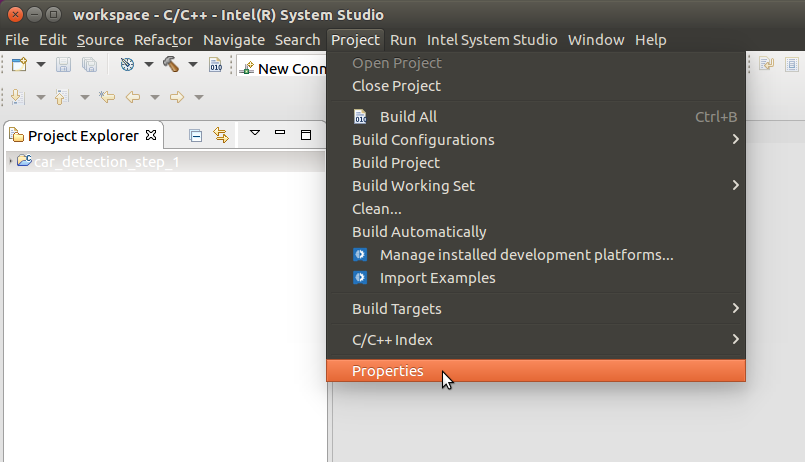 workspace - C/C++ - Intel(R) System Studio
File Edit Source Refactor Navigate Search Project Run Intel System Studio Window Help
New Conn
Project Explorer
car_detection_step_1
Open Project
Close Project
Build All Ctrl+B
Build Configurations
Build Project
Build Working Set
Clean...
Build Automatically
Manage installed development platforms...
Import Examples
Build Targets
C/C++ Index
Properties